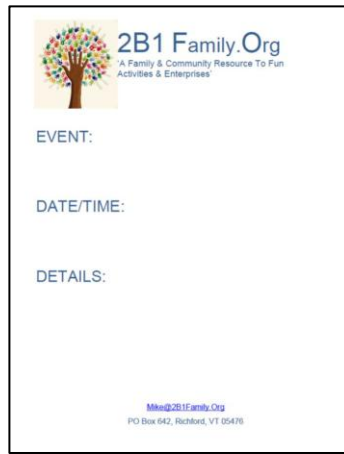 2B1 Family.Org
'A Family & Community Resource To Fun
Activities & Enterprises'
EVENT:
DATE/TIME:
DETAILS:
Mike@2B1Family.Org
PO Box 642, Richford, VT 05476